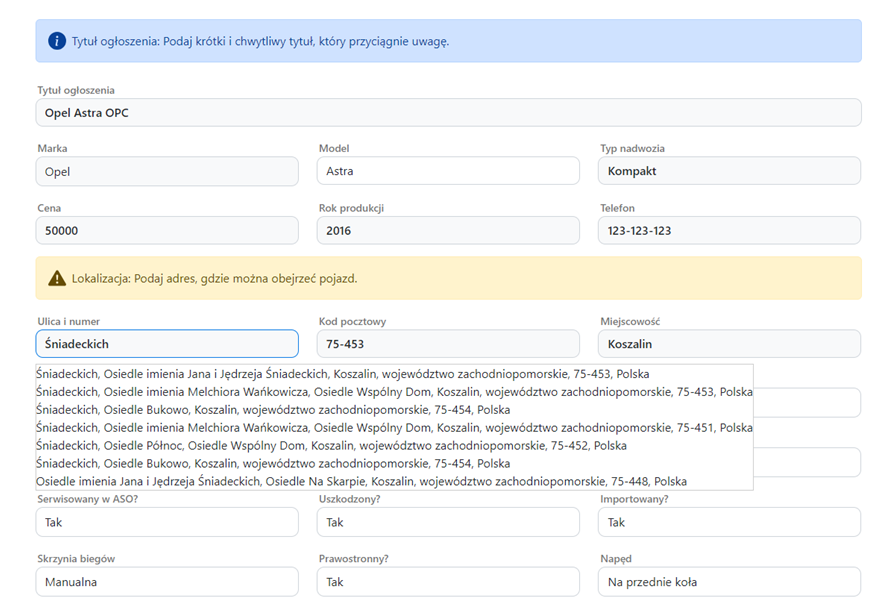 Tytuł ogłoszenia: Podaj krótki i chwytliwy tytuł, który przyciągnie uwagę.
Tytuł ogłoszenia
Opel Astra OPC
Marka Model Typ nadwozia
Opel Astra Kompakt
Cena Rok produkcji Telefon
50000 2016 123-123-123
Lokalizacja: Podaj adres, gdzie można obejrzeć pojazd.
Ulica i numer Kod pocztowy Miejscowość
Śniadeckich 75-453 Koszalin
Śniadeckich, Osiedle imienia Jana i Jędrzeja Śniadeckich, Koszalin, województwo zachodniopomorskie, 75-453, Polska
Śniadeckich, Osiedle imienia Melchiora Wańkowicza, Osiedle Wspólny Dom, Koszalin, województwo zachodniopomorskie, 75-453, Polska
Śniadeckich, Osiedle Bukowo, Koszalin, województwo zachodniopomorskie, 75-454, Polska
Śniadeckich, Osiedle imienia Melchiora Wańkowicza, Osiedle Wspólny Dom, Koszalin, województwo zachodniopomorskie, 75-451, Polska
Śniadeckich, Osiedle Północ, Osiedle Wspólny Dom, Koszalin, województwo zachodniopomorskie, 75-452, Polska
Śniadeckich, Osiedle Bukowo, Koszalin, województwo zachodniopomorskie, 75-454, Polska
Osiedle imienia Jana i Jędrzeja Śniadeckich, Osiedle Na Skarpie, Koszalin, województwo zachodniopomorskie, 75-448, Polska
Serwisowany w ASO? Uszkodzony? Importowany?
Tak Tak Tak
Skrzynia biegów Prawostronny? Napęd
Manualna Tak Na przednie koła